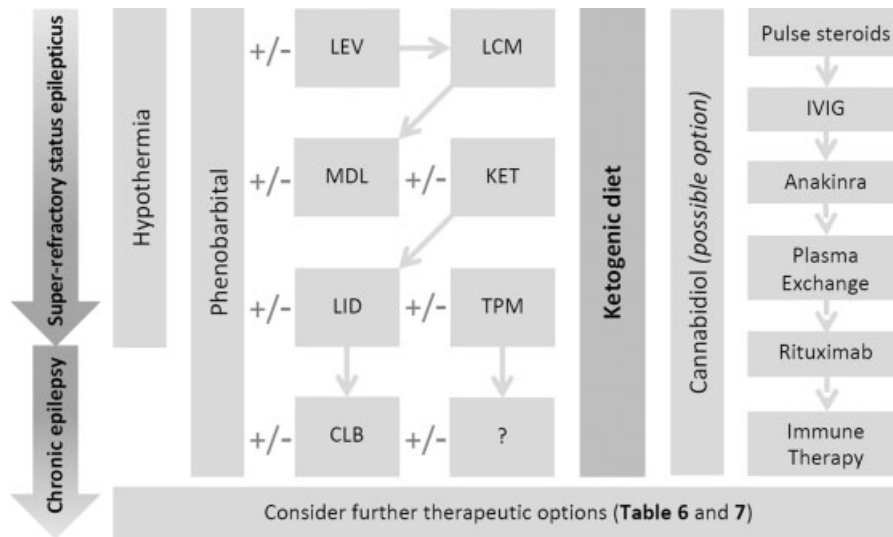 Super-refractory status epilepticus
Chronic epilepsy
Hypothermia
Phenobarbital
+/- LEV LCM
+/- MDL +/- KET
+/- LID +/- TPM
+/- CLB +/- ?
Ketogenic diet
Cannabidiol (possible option)
Pulse steroids
IVIG
Anakinra
Plasma
Exchange
Rituximab
Immune
Therapy
Consider further therapeutic options (Table 6 and 7)